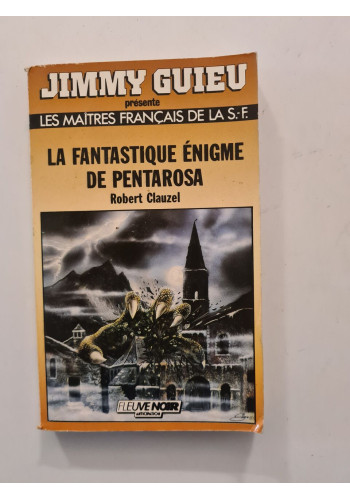 JIMMY GUIEU
présente
LES MAÎTRES FRANÇAIS DE LA S.-F.
LA FANTASTIQUE ÉNIGME
DE PENTAROSA
Robert Clauzel
FLEUVE NOIR